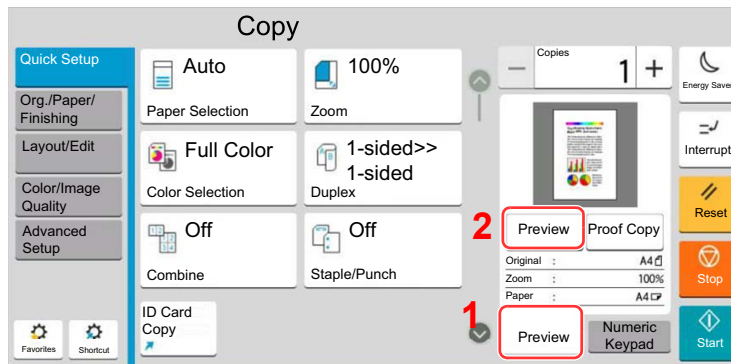 Copy
Quick Setup
Org./Paper/
Finishing
Layout/Edit
Color/Image
Quality
Advanced
Setup
Favorites
Shortcut
Auto
Paper Selection
100%
Zoom
Full Color
Color Selection
1-sided>>
1-sided
Duplex
Off
Combine
Off
Staple/Punch
ID Card
Copy
Copies
1
2
Preview
Proof Copy
Original : A4
Zoom : 100%
Paper : A4
1
Preview
Numeric
Keypad
Energy Saver
Interrupt
Reset
Stop
Start